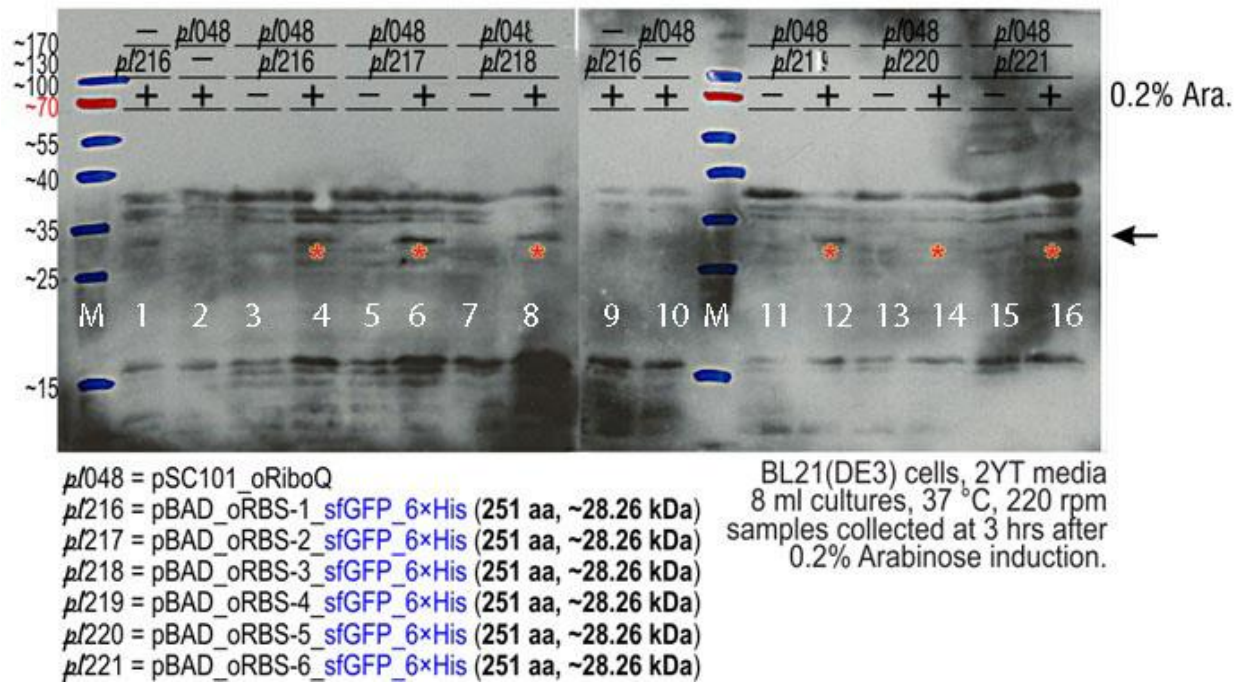 − pl048 pl048 pl048 pl048 − pl048 pl048 pl048 pl048
pl216 − pl216 pl217 pl218 pl216 − pl219 pl220 pl221
+ + − + − + − + + + − + − + − + 0.2% Ara.
~170
~130
~100
~70
~55
~40
~35
~25
~15
* * * * * *
M 1 2 3 4 5 6 7 8 9 10 M 11 12 13 14 15 16
pl048 = pSC101_oRiboQ
pl216 = pBAD_oRBS-1_sfGFP_6×His (251 aa, ~28.26 kDa)
pl217 = pBAD_oRBS-2_sfGFP_6×His (251 aa, ~28.26 kDa)
pl218 = pBAD_oRBS-3_sfGFP_6×His (251 aa, ~28.26 kDa)
pl219 = pBAD_oRBS-4_sfGFP_6×His (251 aa, ~28.26 kDa)
pl220 = pBAD_oRBS-5_sfGFP_6×His (251 aa, ~28.26 kDa)
pl221 = pBAD_oRBS-6_sfGFP_6×His (251 aa, ~28.26 kDa)
BL21(DE3) cells, 2YT media
8 ml cultures, 37 °C, 220 rpm
samples collected at 3 hrs after
0.2% Arabinose induction.